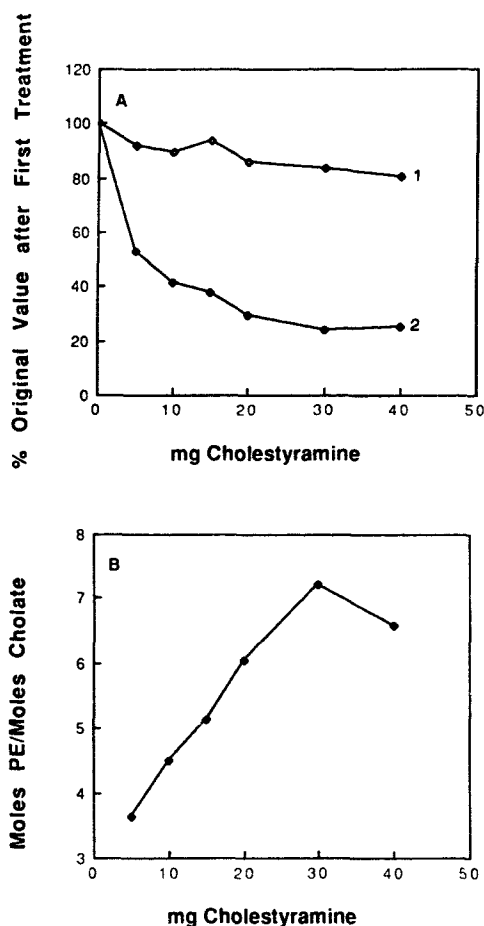 % Original Value after First Treatment
120
100
80
60
40
20
0
A
1
2
0 10 20 30 40 50
mg Cholestyramine
Moles PE/Moles Cholate
8
7
6
5
4
3
B
0 10 20 30 40 50
mg Cholestyramine